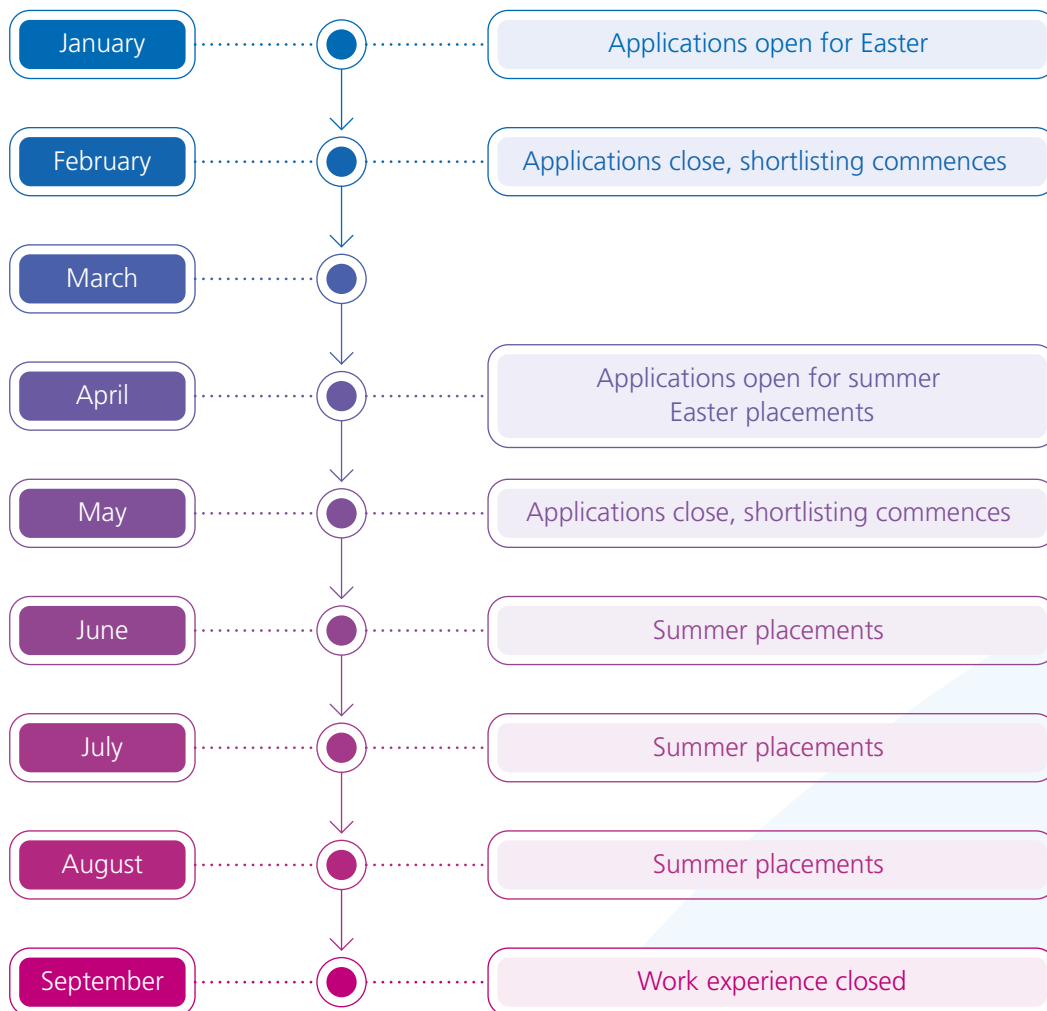 January
Applications open for Easter
February
Applications close, shortlisting commences
March
April
Applications open for summer
Easter placements
May
Applications close, shortlisting commences
June
Summer placements
July
Summer placements
August
Summer placements
September
Work experience closed